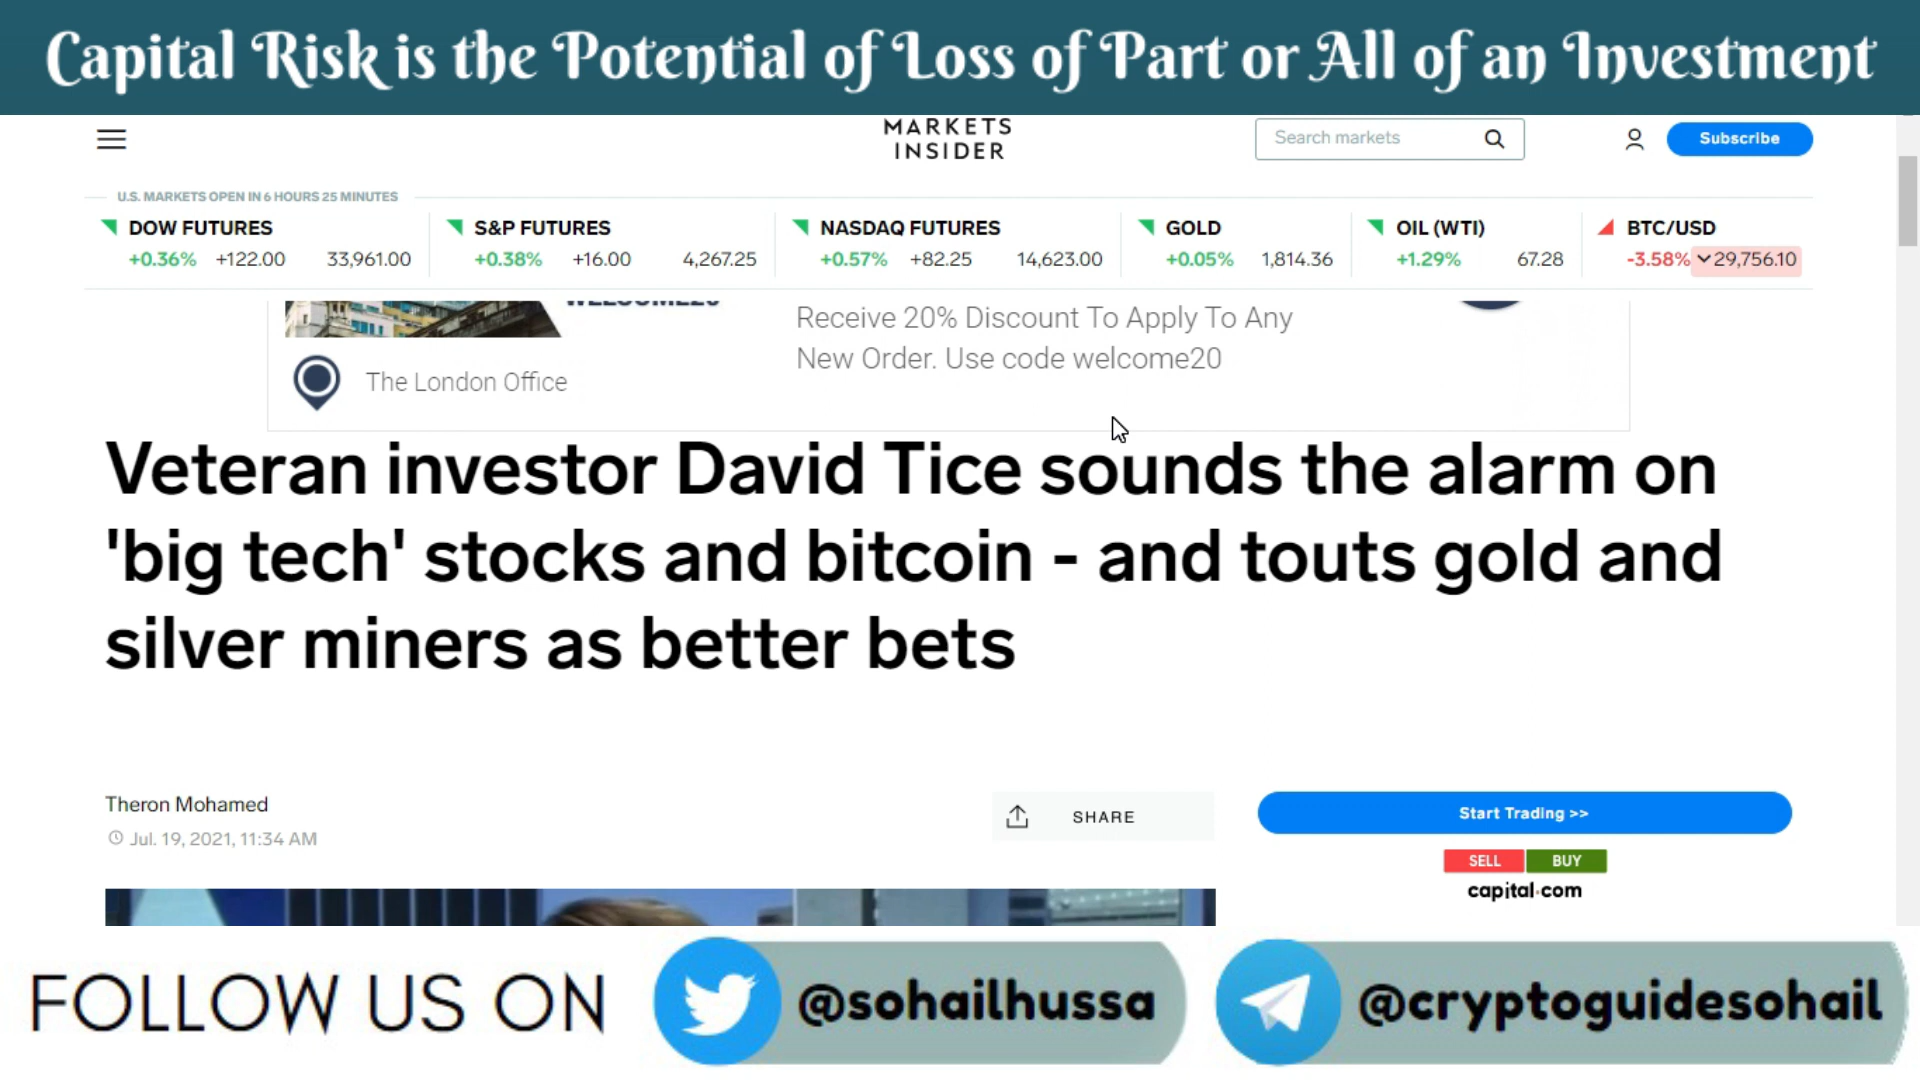 Capital Risk is the Potential of Loss of Part or All of an Investment
MARKETS
INSIDER
Search markets
Subscribe
U.S. MARKETS OPEN IN 6 HOURS 25 MINUTES
DOW FUTURES
+0.36% +122.00 33,961.00
S&P FUTURES
+0.38% +16.00 4,267.25
NASDAQ FUTURES
+0.57% +82.25 14,623.00
GOLD
+0.05% 1,814.36
OIL (WTI)
+1.29% 67.28
BTC/USD
-3.58% 29,756.10
WELCOME20
The London Office
Receive 20% Discount To Apply To Any
New Order. Use code welcome20
Veteran investor David Tice sounds the alarm on
'big tech' stocks and bitcoin - and touts gold and
silver miners as better bets
Theron Mohamed
Jul. 19, 2021, 11:34 AM
SHARE
Start Trading >>
SELL BUY
capital.com
FOLLOW US ON
@sohailhussa
@cryptoguidesohail